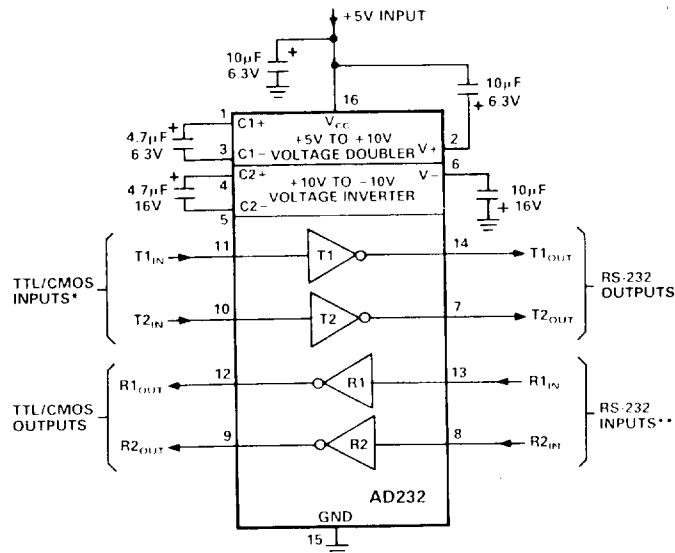 +5V INPUT
10µF
6.3V
+
10µF
6.3V
+
16
VCC
1
C1+
+5V TO +10V
VOLTAGE DOUBLER
V+
2
4.7µF
6.3V
+
3
C1−
C2+
+10V TO −10V
VOLTAGE INVERTER
V−
6
4.7µF
16V
+
4
C2−
5
10µF
16V
+
TTL/CMOS
INPUTS*
T1IN
11
T1
14
T1OUT
RS-232
OUTPUTS
T2IN
10
T2
7
T2OUT
TTL/CMOS
OUTPUTS
R1OUT
12
R1
13
R1IN
RS-232
INPUTS**
R2OUT
9
R2
8
R2IN
AD232
GND
15